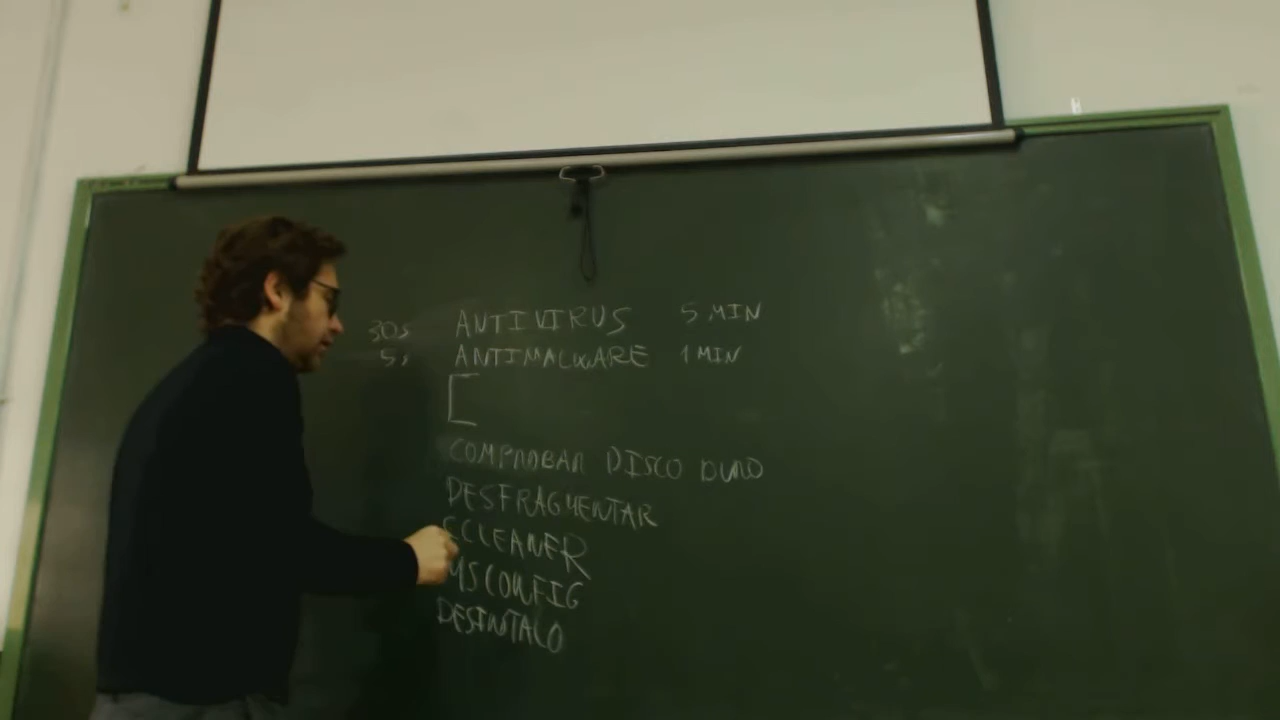 30s ANTIVIRUS 5 MIN
5s ANTIMALWARE 1 MIN
COMPROBAR DISCO DURO
DESFRAGMENTAR
CCLEANER
MSCONFIG
DESINTALO